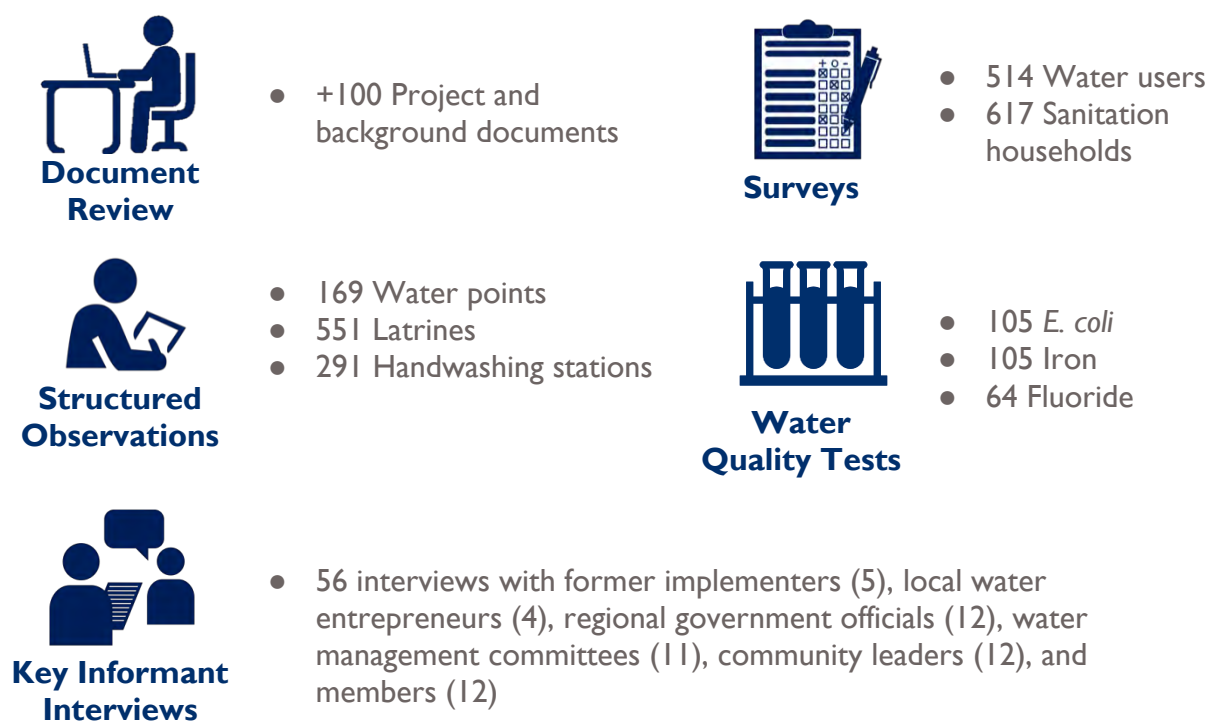 Document
Review
● +100 Project and
background documents
Surveys
● 514 Water users
● 617 Sanitation
households
Structured
Observations
● 169 Water points
● 551 Latrines
● 291 Handwashing stations
Water
Quality Tests
● 105 E. coli
● 105 Iron
● 64 Fluoride
Key Informant
Interviews
● 56 interviews with former implementers (5), local water
entrepreneurs (4), regional government officials (12), water
management committees (11), community leaders (12), and
members (12)